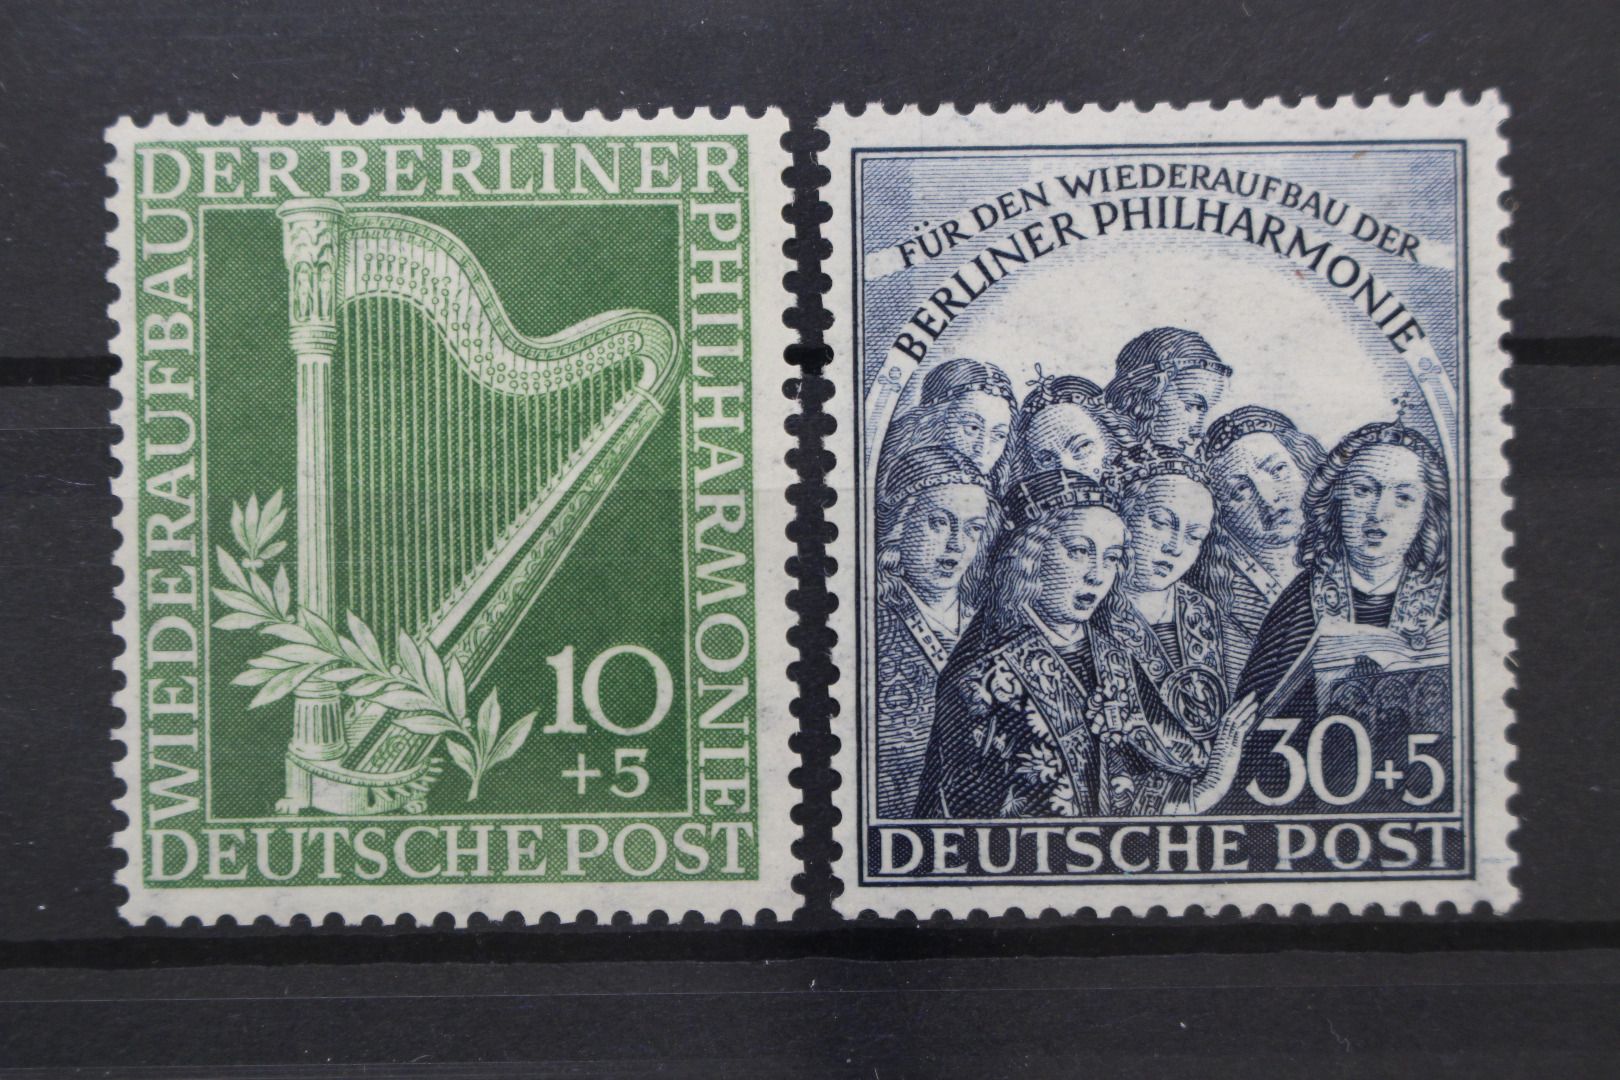 WIEDERAUFBAU
DER BERLINER
PHILHARMONIE
10
+5
DEUTSCHE POST
FÜR DEN WIEDERAUFBAU DER
BERLINER PHILHARMONIE
30+5
DEUTSCHE POST